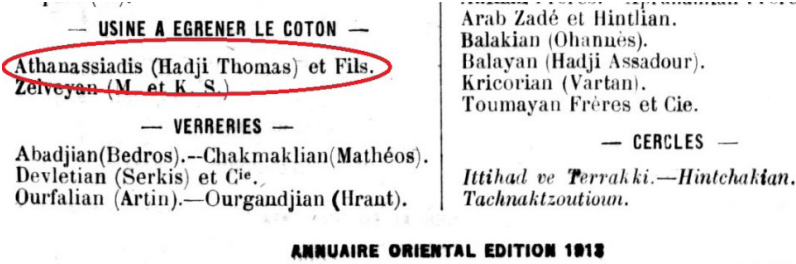 — USINE A EGRENER LE COTON —
Athanassiadis (Hadji Thomas) et Fils.
Zeiveyan (M. et K. S.)
— VERRERIES —
Abadjian(Bedros).--Chakmaklian(Mathéos).
Devletian (Serkis) et Cie.
Ourfalian (Artin).—Ourgandjian (Hrant).
Arab Zadé et Hintlian.
Balakian (Ohannès).
Balayan (Hadji Assadour).
Kricorian (Vartan).
Toumayan Frères et Cie.
— CERCLES —
Ittihad ve Terrakki.—Hintchakian.
Tachnaktzoutioun.
ANNUAIRE ORIENTAL EDITION 1913